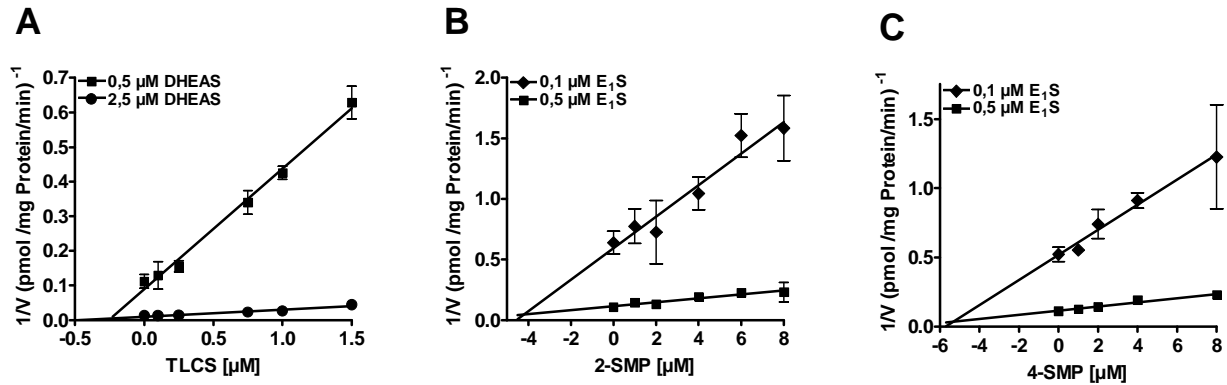 A
0,5 µM DHEAS
2,5 µM DHEAS
1/V (pmol /mg Protein/min)⁻¹
0.7
0.6
0.5
0.4
0.3
0.2
0.1
0.0
-0.5 0.0 0.5 1.0 1.5
TLCS [µM]
B
0,1 µM E₁S
0,5 µM E₁S
1/V (pmol /mg Protein/min)⁻¹
2.0
1.5
1.0
0.5
0.0
-4 -2 0 2 4 6 8
2-SMP [µM]
C
0,1 µM E₁S
0,5 µM E₁S
1/V (pmol /mg Protein/min)⁻¹
1.5
1.0
0.5
0.0
-6 -4 -2 0 2 4 6 8
4-SMP [µM]